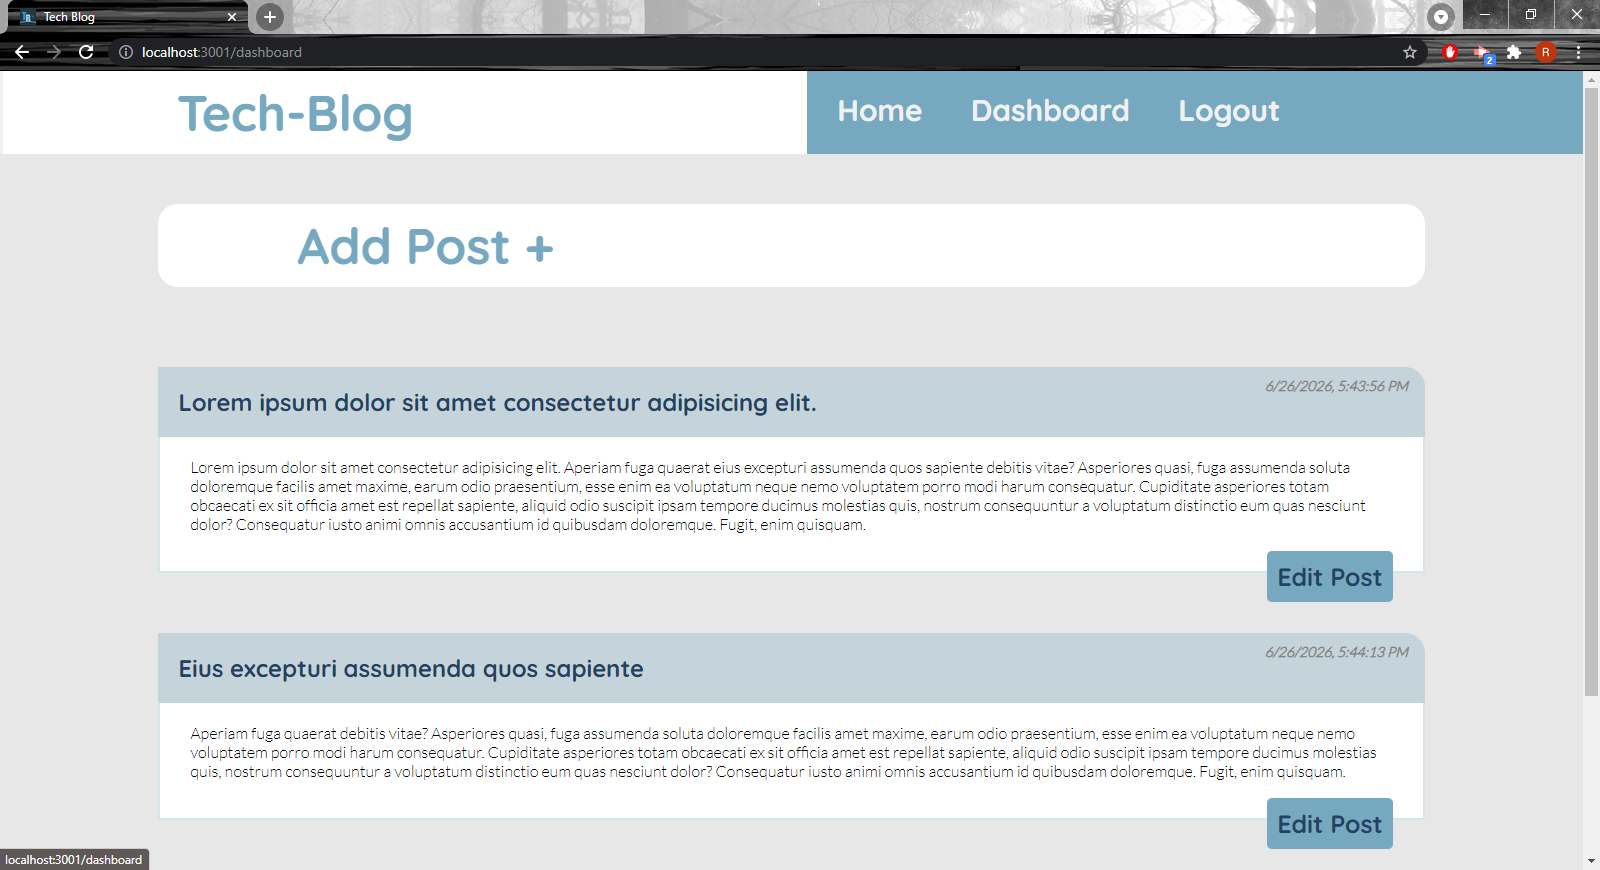 Tech Blog
localhost:3001/dashboard
2
R
Tech-Blog
Home Dashboard Logout
Add Post +
6/26/2026, 5:43:56 PM
Lorem ipsum dolor sit amet consectetur adipisicing elit.
Lorem ipsum dolor sit amet consectetur adipisicing elit. Aperiam fuga quaerat eius excepturi assumenda quos sapiente debitis vitae? Asperiores quasi, fuga assumenda soluta
doloremque facilis amet maxime, earum odio praesentium, esse enim ea voluptatum neque nemo voluptatem porro modi harum consequatur. Cupiditate asperiores totam
obcaecati ex sit officia amet est repellat sapiente, aliquid odio suscipit ipsam tempore ducimus molestias quis, nostrum consequuntur a voluptatum distinctio eum quas nesciunt
dolor? Consequatur iusto animi omnis accusantium id quibusdam doloremque. Fugit, enim quisquam.
Edit Post
6/26/2026, 5:44:13 PM
Eius excepturi assumenda quos sapiente
Aperiam fuga quaerat debitis vitae? Asperiores quasi, fuga assumenda soluta doloremque facilis amet maxime, earum odio praesentium, esse enim ea voluptatum neque nemo
voluptatem porro modi harum consequatur. Cupiditate asperiores totam obcaecati ex sit officia amet est repellat sapiente, aliquid odio suscipit ipsam tempore ducimus molestias
quis, nostrum consequuntur a voluptatum distinctio eum quas nesciunt dolor? Consequatur iusto animi omnis accusantium id quibusdam doloremque. Fugit, enim quisquam.
Edit Post
localhost:3001/dashboard